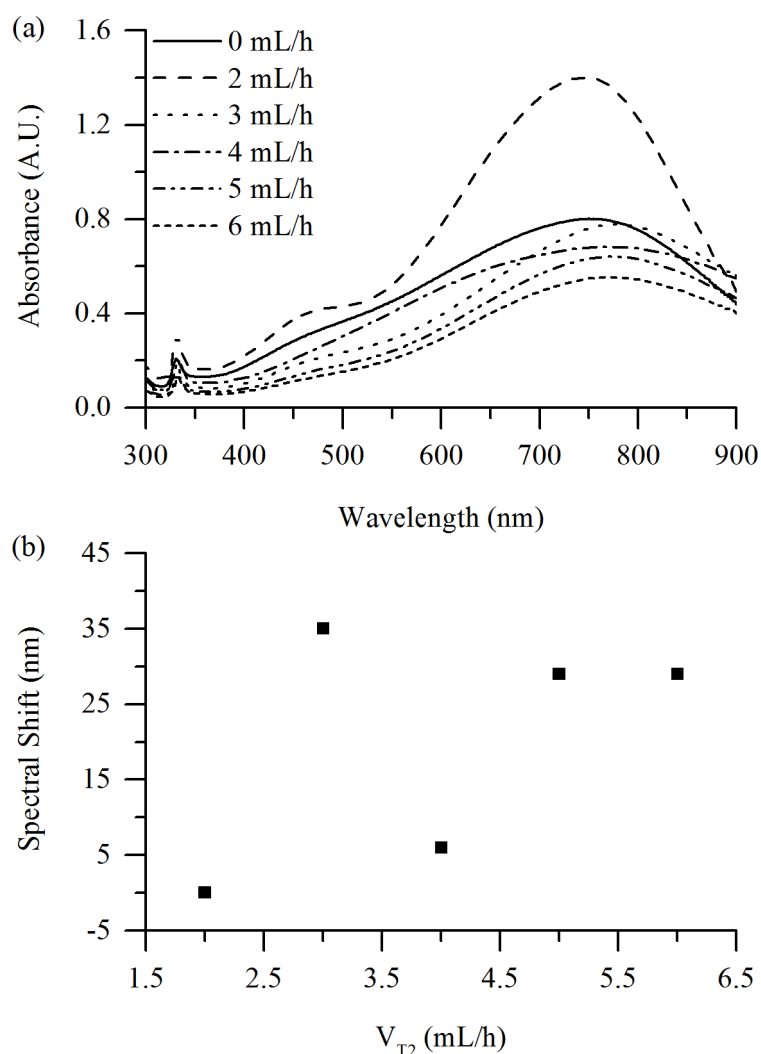 (a)
1.6
1.2
0.8
0.4
0.0
Absorbance (A.U.)
0 mL/h
2 mL/h
3 mL/h
4 mL/h
5 mL/h
6 mL/h
300 400 500 600 700 800 900
Wavelength (nm)
(b)
45
35
25
15
5
-5
Spectral Shift (nm)
1.5 2.5 3.5 4.5 5.5 6.5
V_T2 (mL/h)